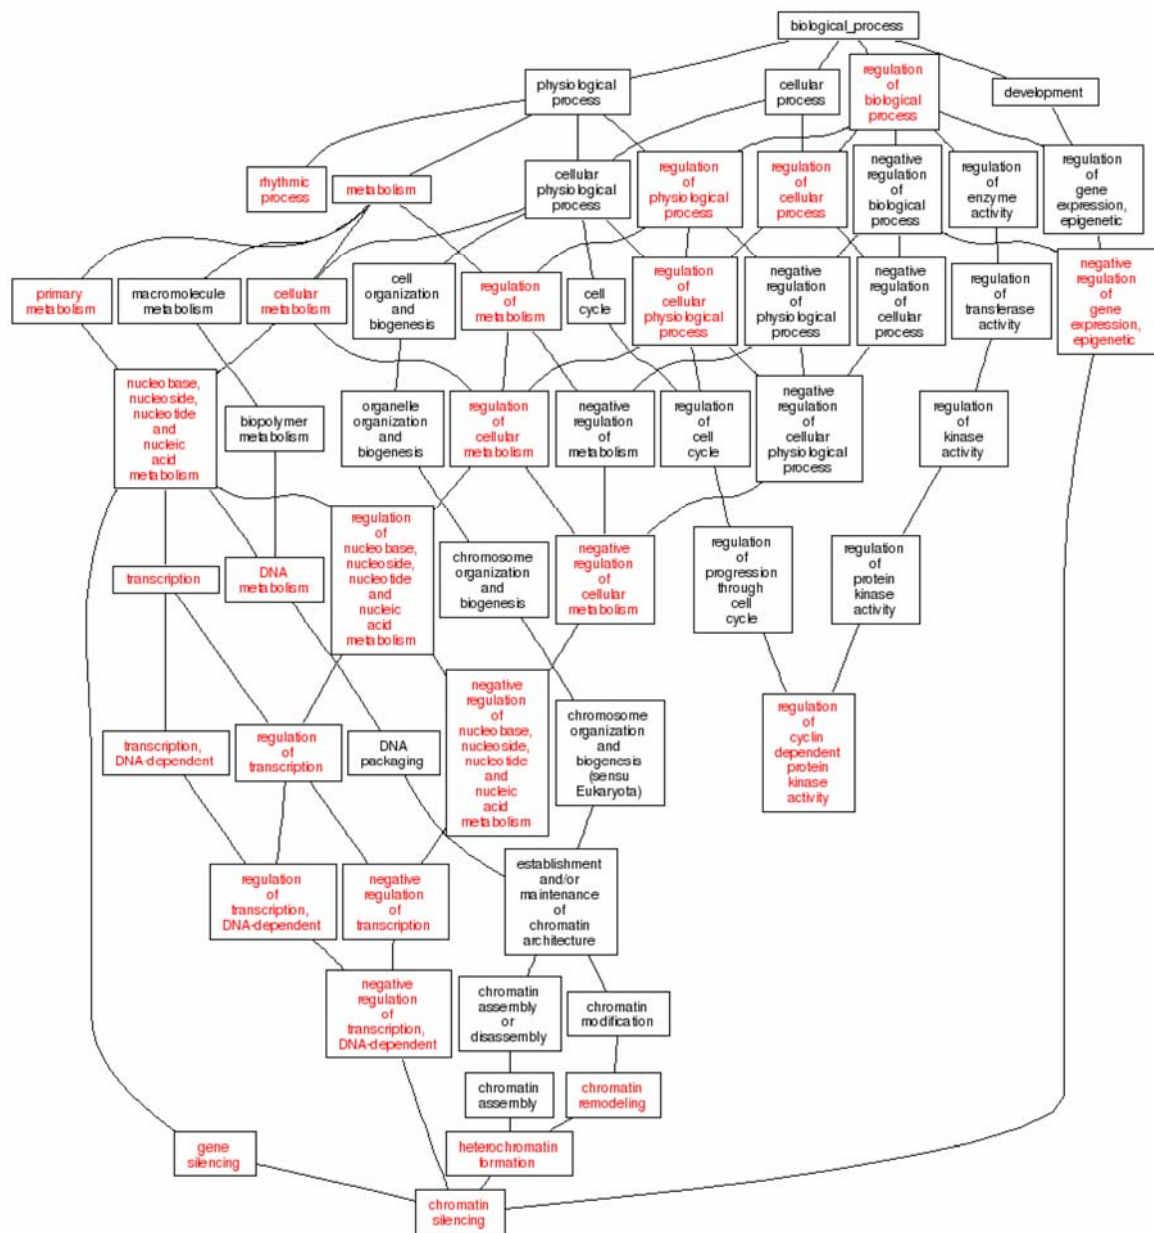 biological_process
physiological
process
cellular
process
regulation
of
biological
process
development
rhythmic
process
metabolism
cellular
physiological
process
regulation
of
physiological
process
regulation
of
cellular
process
negative
regulation
of
biological
process
regulation
of
enzyme
activity
regulation
of
gene
expression,
epigenetic
primary
metabolism
macromolecule
metabolism
cellular
metabolism
cell
organization
and
biogenesis
regulation
of
metabolism
cell
cycle
regulation
of
cellular
physiological
process
negative
regulation
of
physiological
process
negative
regulation
of
cellular
process
regulation
of
transferase
activity
negative
regulation
of
gene
expression,
epigenetic
nucleobase,
nucleoside,
nucleotide
and
nucleic
acid
metabolism
biopolymer
metabolism
organelle
organization
and
biogenesis
regulation
of
cellular
metabolism
negative
regulation
of
metabolism
regulation
of
cell
cycle
negative
regulation
of
cellular
physiological
process
regulation
of
kinase
activity
transcription
DNA
metabolism
regulation
of
nucleobase,
nucleoside,
nucleotide
and
nucleic
acid
metabolism
chromosome
organization
and
biogenesis
negative
regulation
of
cellular
metabolism
regulation
of
progression
through
cell
cycle
regulation
of
protein
kinase
activity
transcription,
DNA-dependent
regulation
of
transcription
DNA
packaging
negative
regulation
of
nucleobase,
nucleoside,
nucleotide
and
nucleic
acid
metabolism
chromosome
organization
and
biogenesis
(sensu
Eukaryota)
regulation
of
cyclin
dependent
protein
kinase
activity
regulation
of
transcription,
DNA-dependent
negative
regulation
of
transcription
establishment
and/or
maintenance
of
chromatin
architecture
negative
regulation
of
transcription,
DNA-dependent
chromatin
assembly
or
disassembly
chromatin
modification
chromatin
assembly
chromatin
remodeling
gene
silencing
heterochromatin
formation
chromatin
silencing